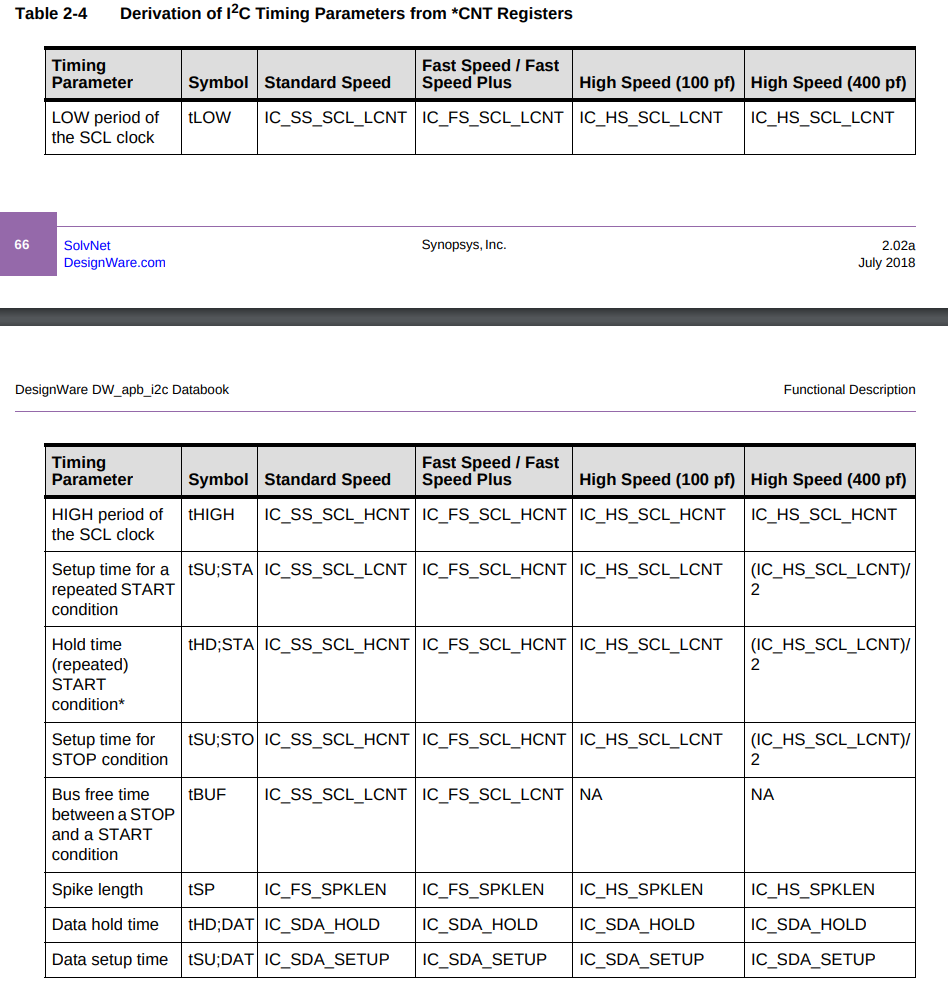 Table 2-4 Derivation of I2C Timing Parameters from *CNT Registers
Timing Parameter Symbol Standard Speed Fast Speed / Fast Speed Plus High Speed (100 pf) High Speed (400 pf)
LOW period of the SCL clock tLOW IC_SS_SCL_LCNT IC_FS_SCL_LCNT IC_HS_SCL_LCNT IC_HS_SCL_LCNT
66 SolvNet Synopsys, Inc. 2.02a
DesignWare.com July 2018
DesignWare DW_apb_i2c Databook Functional Description
Timing Parameter Symbol Standard Speed Fast Speed / Fast Speed Plus High Speed (100 pf) High Speed (400 pf)
HIGH period of the SCL clock tHIGH IC_SS_SCL_HCNT IC_FS_SCL_HCNT IC_HS_SCL_HCNT IC_HS_SCL_HCNT
Setup time for a repeated START condition tSU;STA IC_SS_SCL_LCNT IC_FS_SCL_HCNT IC_HS_SCL_LCNT (IC_HS_SCL_LCNT)/2
Hold time (repeated) START condition* tHD;STA IC_SS_SCL_HCNT IC_FS_SCL_HCNT IC_HS_SCL_LCNT (IC_HS_SCL_LCNT)/2
Setup time for STOP condition tSU;STO IC_SS_SCL_HCNT IC_FS_SCL_HCNT IC_HS_SCL_LCNT (IC_HS_SCL_LCNT)/2
Bus free time between a STOP and a START condition tBUF IC_SS_SCL_LCNT IC_FS_SCL_LCNT NA NA
Spike length tSP IC_FS_SPKLEN IC_FS_SPKLEN IC_HS_SPKLEN IC_HS_SPKLEN
Data hold time tHD;DAT IC_SDA_HOLD IC_SDA_HOLD IC_SDA_HOLD IC_SDA_HOLD
Data setup time tSU;DAT IC_SDA_SETUP IC_SDA_SETUP IC_SDA_SETUP IC_SDA_SETUP